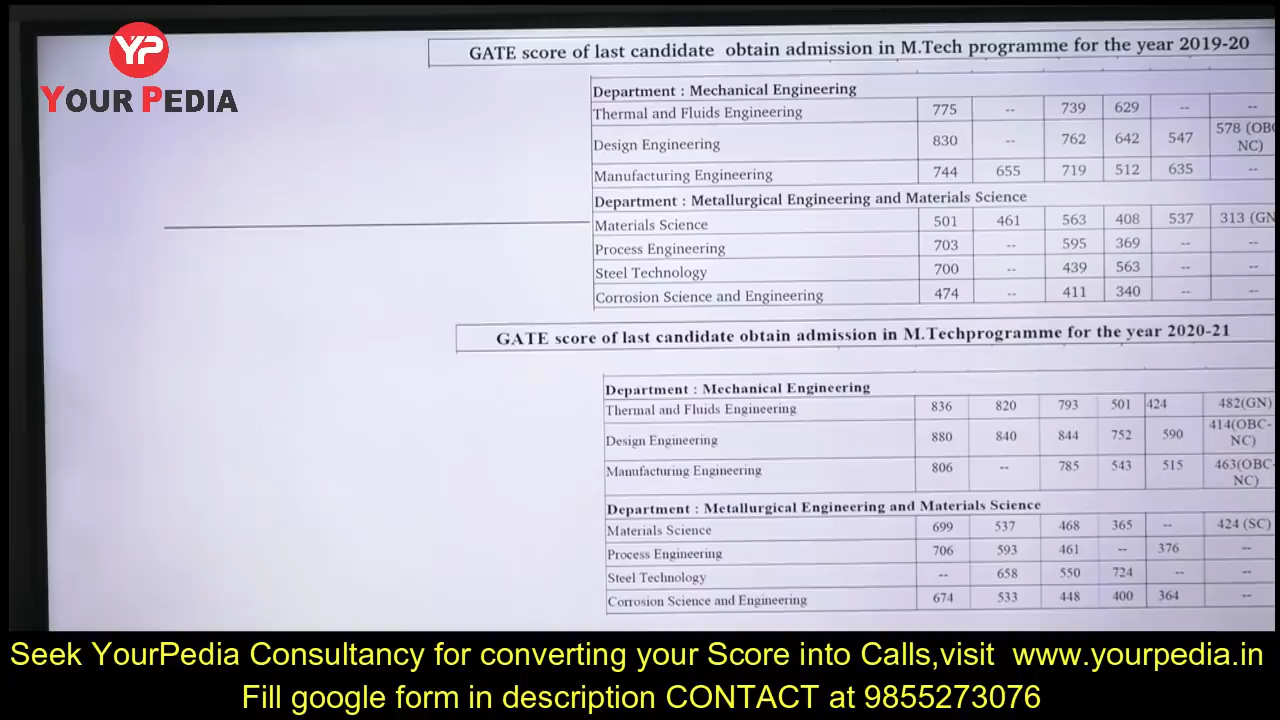 YP
YOUR PEDIA
GATE score of last candidate obtain admission in M.Tech programme for the year 2019-20
Department : Mechanical Engineering
Thermal and Fluids Engineering 775 -- 739 629 -- --
Design Engineering 830 -- 762 642 547 578 (OBC NC)
Manufacturing Engineering 744 655 719 512 635 --
Department : Metallurgical Engineering and Materials Science
Materials Science 501 461 563 408 537 313 (GN
Process Engineering 703 -- 595 369 -- --
Steel Technology 700 -- 439 563 -- --
Corrosion Science and Engineering 474 -- 411 340 -- --
GATE score of last candidate obtain admission in M.Techprogramme for the year 2020-21
Department : Mechanical Engineering
Thermal and Fluids Engineering 836 820 793 501 424 482(GN)
Design Engineering 880 840 844 752 590 414(OBC-NC)
Manufacturing Engineering 806 -- 785 543 515 463(OBC-NC)
Department : Metallurgical Engineering and Materials Science
Materials Science 699 537 468 365 -- 424 (SC)
Process Engineering 706 593 461 -- 376 --
Steel Technology -- 658 550 724 -- --
Corrosion Science and Engineering 674 533 448 400 364 --
Seek YourPedia Consultancy for converting your Score into Calls,visit www.yourpedia.in
Fill google form in description CONTACT at 9855273076